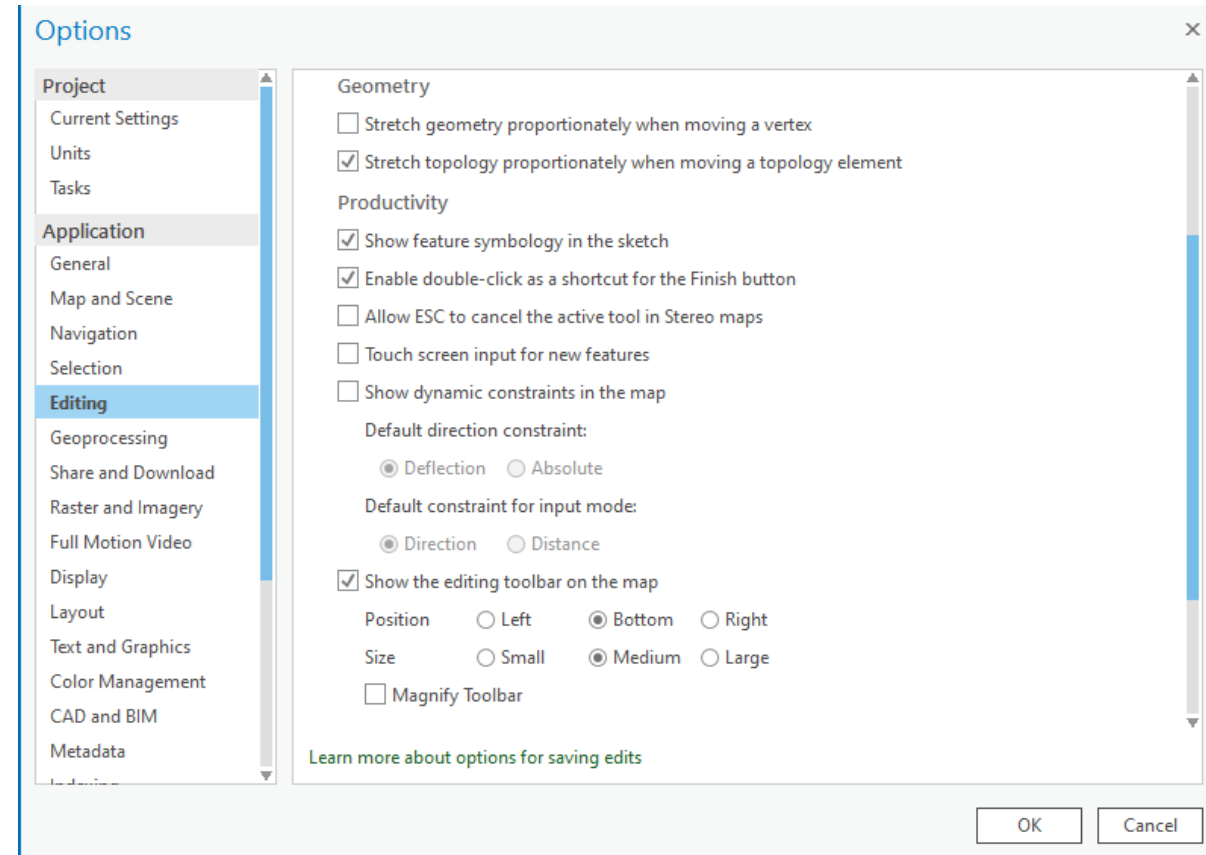 Options
Project
Current Settings
Units
Tasks
Application
General
Map and Scene
Navigation
Selection
Editing
Geoprocessing
Share and Download
Raster and Imagery
Full Motion Video
Display
Layout
Text and Graphics
Color Management
CAD and BIM
Metadata
Geometry
Stretch geometry proportionately when moving a vertex
Stretch topology proportionately when moving a topology element
Productivity
Show feature symbology in the sketch
Enable double-click as a shortcut for the Finish button
Allow ESC to cancel the active tool in Stereo maps
Touch screen input for new features
Show dynamic constraints in the map
Default direction constraint:
Deflection Absolute
Default constraint for input mode:
Direction Distance
Show the editing toolbar on the map
Position Left Bottom Right
Size Small Medium Large
Magnify Toolbar
Learn more about options for saving edits
OK Cancel